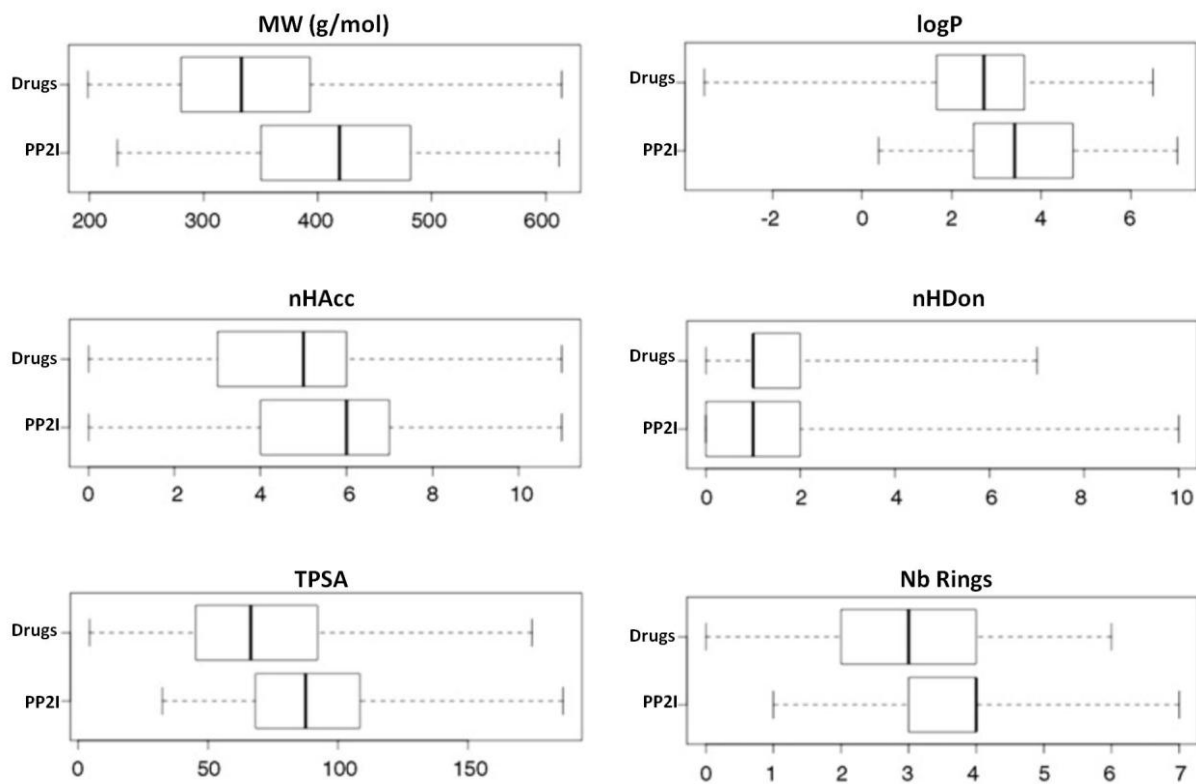 MW (g/mol)
Drugs
PP2I
200 300 400 500 600
logP
Drugs
PP2I
-2 0 2 4 6
nHAcc
Drugs
PP2I
0 2 4 6 8 10
nHDon
Drugs
PP2I
0 2 4 6 8 10
TPSA
Drugs
PP2I
0 50 100 150
Nb Rings
Drugs
PP2I
0 1 2 3 4 5 6 7